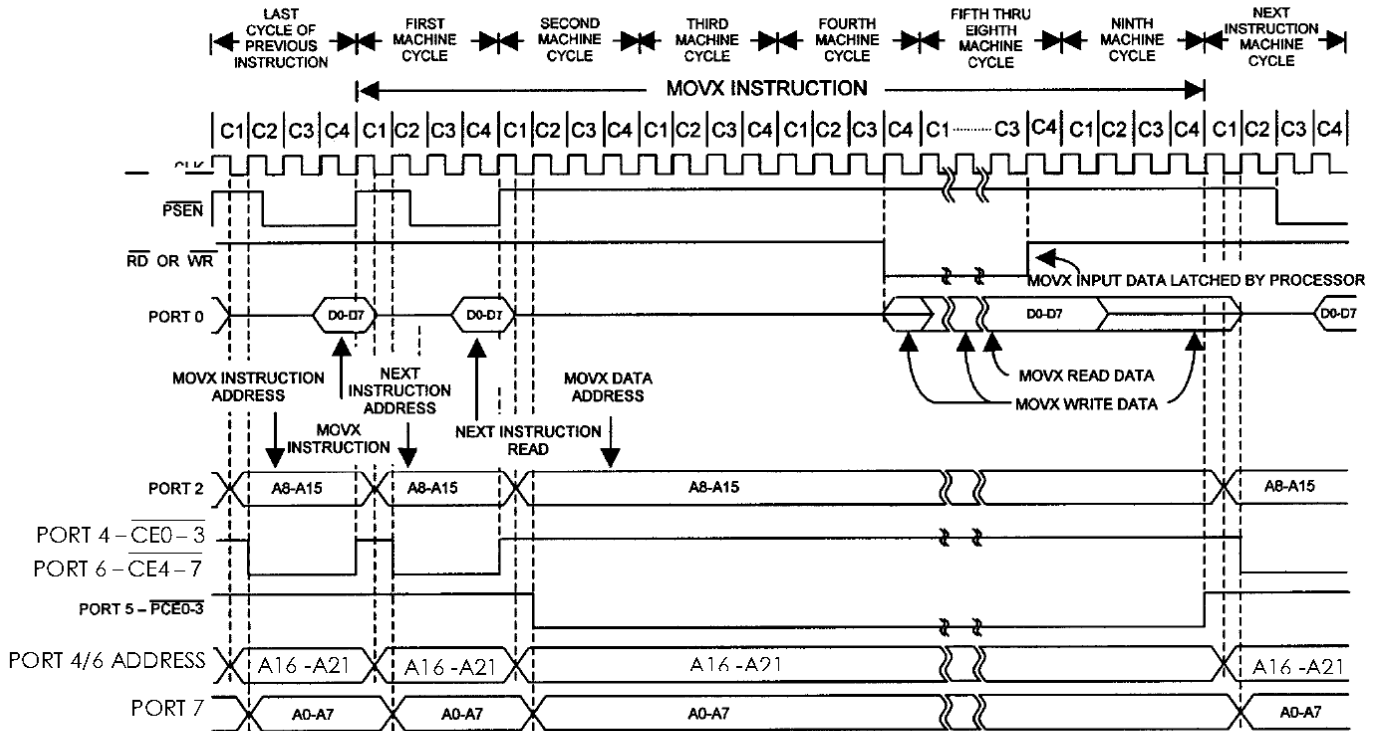 LAST
CYCLE OF
PREVIOUS
INSTRUCTION
FIRST
MACHINE
CYCLE
SECOND
MACHINE
CYCLE
THIRD
MACHINE
CYCLE
FOURTH
MACHINE
CYCLE
FIFTH THRU
EIGHTH
MACHINE
CYCLE
NINTH
MACHINE
CYCLE
NEXT
INSTRUCTION
MACHINE
CYCLE
MOVX INSTRUCTION
C1 C2 C3 C4 C1 C2 C3 C4 C1 C2 C3 C4 C1 C2 C3 C4 C1 C2 C3 C4 C1 C3 C4 C1 C2 C3 C4 C1 C2 C3 C4
CLK
PSEN
RD OR WR
MOVX INPUT DATA LATCHED BY PROCESSOR
PORT 0
D0-D7
D0-D7
D0-D7
D0-D7
MOVX INSTRUCTION
ADDRESS
NEXT
INSTRUCTION
ADDRESS
MOVX DATA
ADDRESS
MOVX READ DATA
MOVX WRITE DATA
MOVX
INSTRUCTION
NEXT INSTRUCTION
READ
PORT 2
A8-A15
A8-A15
A8-A15
A8-A15
PORT 4 – CE0 – 3
PORT 6 – CE4 – 7
PORT 5 – PCE0-3
PORT 4/6 ADDRESS
A16 -A21
A16 -A21
A16 -A21
A16 -A21
PORT 7
A0-A7
A0-A7
A0-A7
A0-A7